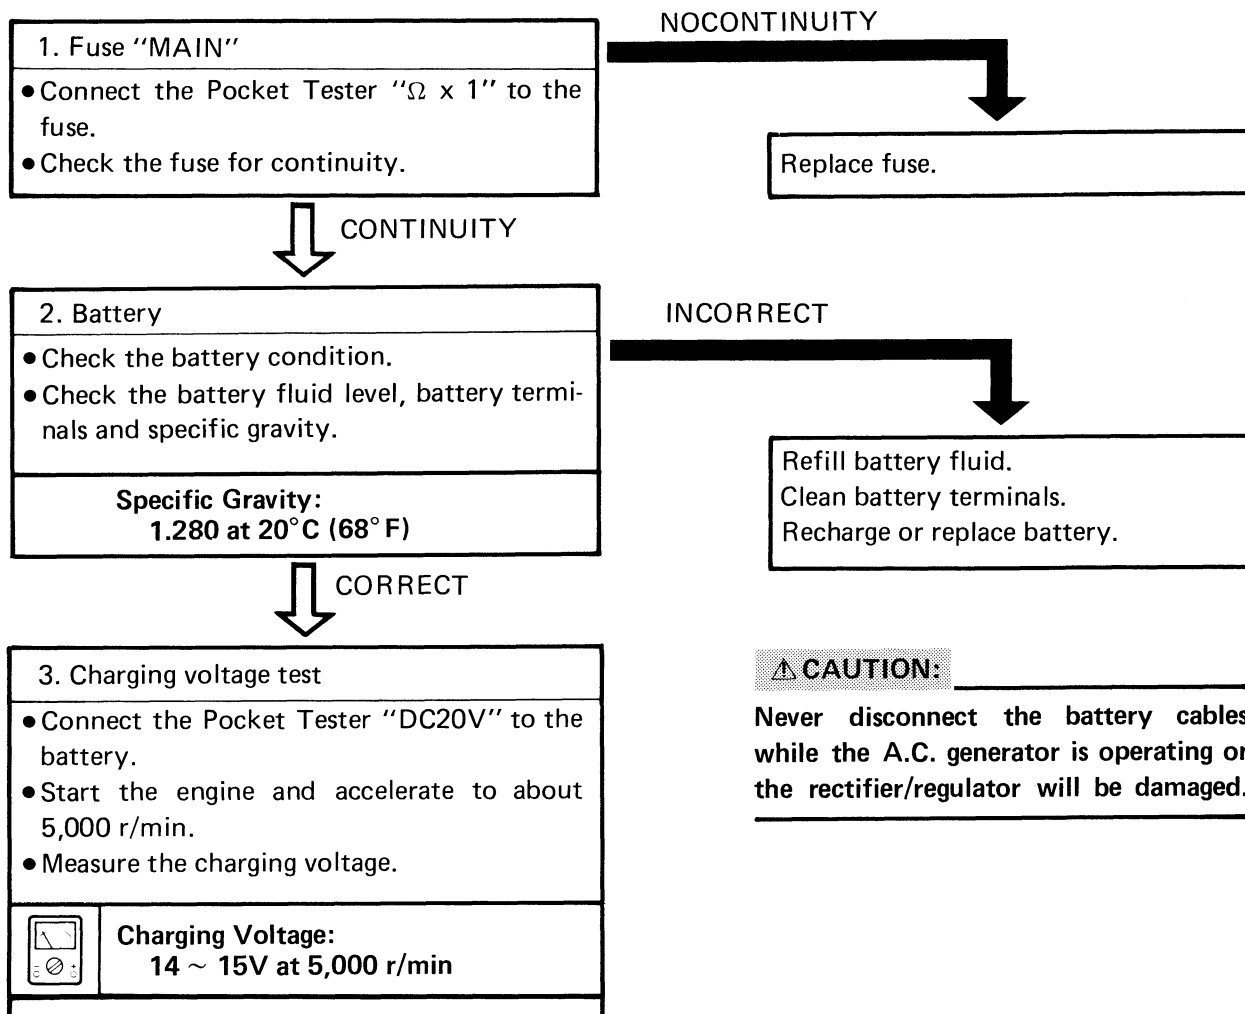 NOCONTINUITY
1. Fuse “MAIN”
● Connect the Pocket Tester “Ω x 1” to the
fuse.
● Check the fuse for continuity.
Replace fuse.
CONTINUITY
2. Battery
INCORRECT
● Check the battery condition.
● Check the battery fluid level, battery termi-
nals and specific gravity.
Specific Gravity:
1.280 at 20°C (68°F)
Refill battery fluid.
Clean battery terminals.
Recharge or replace battery.
CORRECT
3. Charging voltage test
● Connect the Pocket Tester “DC20V” to the
battery.
● Start the engine and accelerate to about
5,000 r/min.
● Measure the charging voltage.
Charging Voltage:
14 ~ 15V at 5,000 r/min
⚠ CAUTION:
Never disconnect the battery cables
while the A.C. generator is operating or
the rectifier/regulator will be damaged.